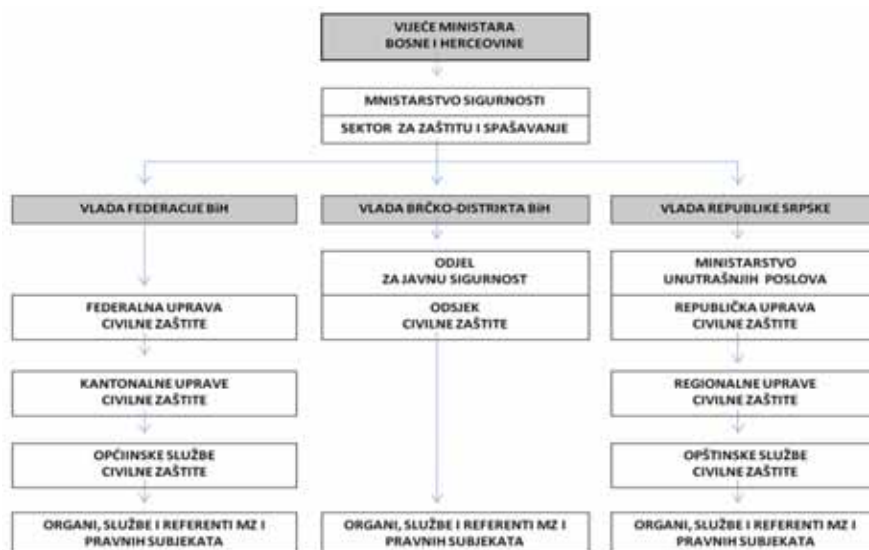 VIJEĆE MINISTARA
BOSNE I HERCEOVINE
MNISTARSTVO SIGURNOSTI
SEKTOR ZA ZAŠTITU I SPAŠAVANJE
VLADA FEDERACIJE BiH
FEDERALNA UPRAVA
CIVILNE ZAŠTITE
KANTONALNE UPRAVE
CIVILNE ZAŠTITE
OPĆIINSKE SLUŽBE
CIVILNE ZAŠTITE
ORGANI, SLUŽBE I REFERENTI MZ I
PRAVNIH SUBJEKATA
VLADA BRČKO-DISTRIKTA BiH
ODJEL
ZA JAVNU SIGURNOST
ODSJEK
CIVILNE ZAŠTITE
ORGANI, SLUŽBE I REFERENTI MZ I
PRAVNIH SUBJEKATA
VLADA REPUBLIKE SRPSKE
MINISTARSTVO
UNUTRAŠNJIH POSLOVA
REPUBLIČKA UPRAVA
CIVILNE ZAŠTITE
REGIONALNE UPRAVE
CIVILNE ZAŠTITE
OPŠTINSKE SLUŽBE
CIVILNE ZAŠTITE
ORGANI, SLUŽBE I REFERENTI MZ I
PRAVNIH SUBJEKATA